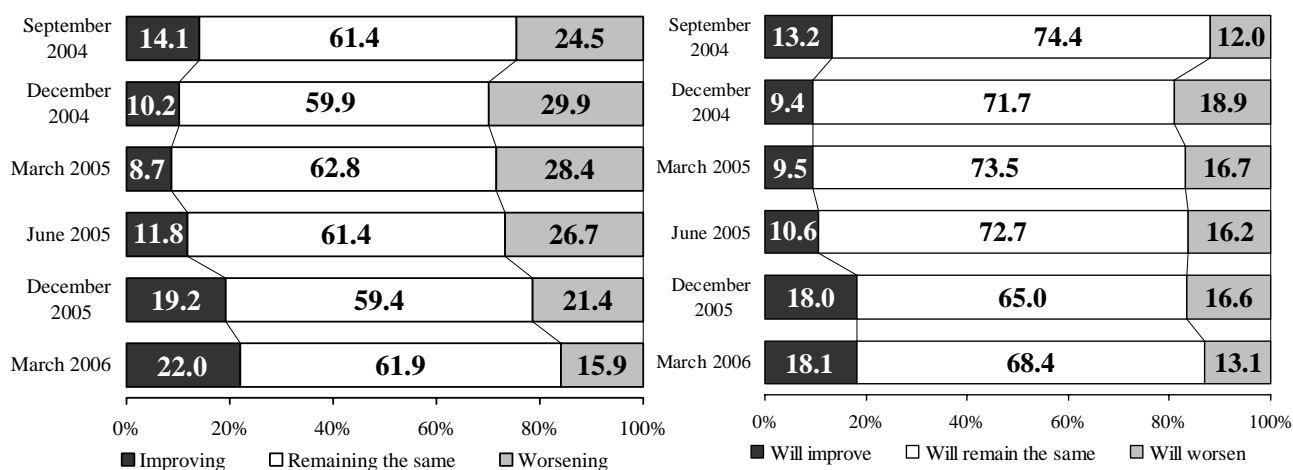 September
2004
14.1 61.4 24.5
December
2004
10.2 59.9 29.9
March 2005 8.7 62.8 28.4
June 2005 11.8 61.4 26.7
December
2005
19.2 59.4 21.4
March 2006 22.0 61.9 15.9
0% 20% 40% 60% 80% 100%
Improving Remaining the same Worsening
September
2004
13.2 74.4 12.0
December
2004
9.4 71.7 18.9
March 2005 9.5 73.5 16.7
June 2005 10.6 72.7 16.2
December
2005
18.0 65.0 16.6
March 2006 18.1 68.4 13.1
0% 20% 40% 60% 80% 100%
Will improve Will remain the same Will worsen